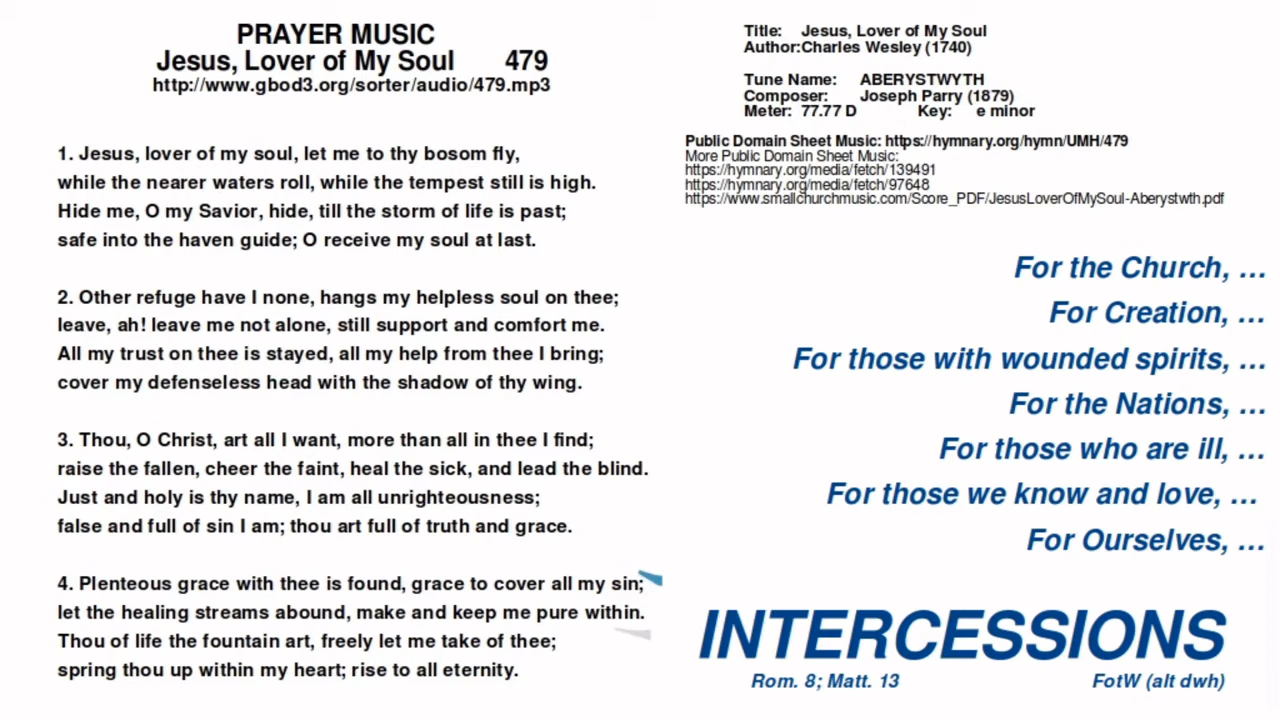 PRAYER MUSIC
Jesus, Lover of My Soul 479
http://www.gbod3.org/sorter/audio/479.mp3
1. Jesus, lover of my soul, let me to thy bosom fly,
while the nearer waters roll, while the tempest still is high.
Hide me, O my Savior, hide, till the storm of life is past;
safe into the haven guide; O receive my soul at last.
2. Other refuge have I none, hangs my helpless soul on thee;
leave, ah! leave me not alone, still support and comfort me.
All my trust on thee is stayed, all my help from thee I bring;
cover my defenseless head with the shadow of thy wing.
3. Thou, O Christ, art all I want, more than all in thee I find;
raise the fallen, cheer the faint, heal the sick, and lead the blind.
Just and holy is thy name, I am all unrighteousness;
false and full of sin I am; thou art full of truth and grace.
4. Plenteous grace with thee is found, grace to cover all my sin;
let the healing streams abound, make and keep me pure within.
Thou of life the fountain art, freely let me take of thee;
spring thou up within my heart; rise to all eternity.
Title: Jesus, Lover of My Soul
Author:Charles Wesley (1740)
Tune Name: ABERYSTWYTH
Composer: Joseph Parry (1879)
Meter: 77.77 D Key: e minor
Public Domain Sheet Music: https://hymnary.org/hymn/UMH/479
More Public Domain Sheet Music:
https://hymnary.org/media/fetch/139491
https://hymnary.org/media/fetch/97648
https://www.smallchurchmusic.com/Score_PDF/JesusLoverOfMySoul-Aberystwth.pdf
For the Church, ...
For Creation, ...
For those with wounded spirits, ...
For the Nations, ...
For those who are ill, ...
For those we know and love, ...
For Ourselves, ...
INTERCESSIONS
Rom. 8; Matt. 13 FotW (alt dwh)